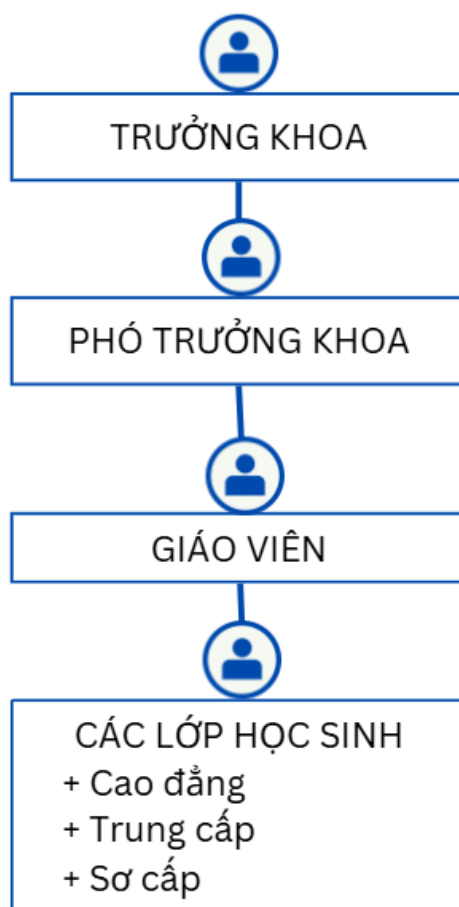 TRƯỞNG KHOA
PHÓ TRƯỞNG KHOA
GIÁO VIÊN
CÁC LỚP HỌC SINH
+ Cao đẳng
+ Trung cấp
+ Sơ cấp